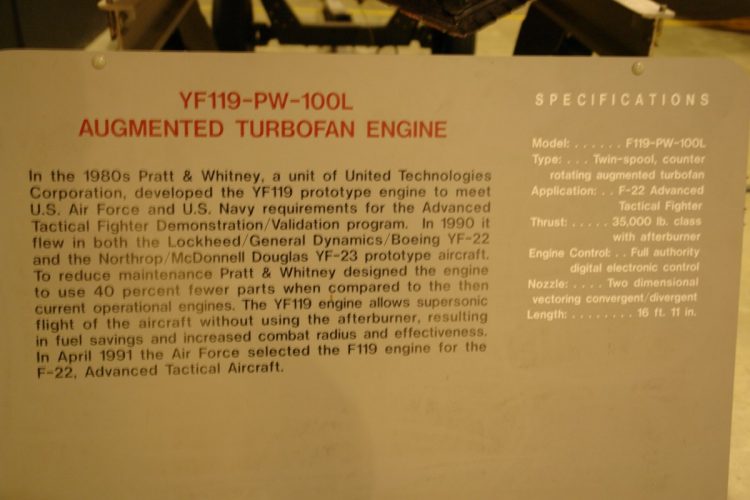 YF119-PW-100L
AUGMENTED TURBOFAN ENGINE
In the 1980s Pratt & Whitney, a unit of United Technologies
Corporation, developed the YF119 prototype engine to meet
U.S. Air Force and U.S. Navy requirements for the Advanced
Tactical Fighter Demonstration/Validation program. In 1990 it
flew in both the Lockheed/General Dynamics/Boeing YF-22
and the Northrop/McDonnell Douglas YF-23 prototype aircraft.
To reduce maintenance Pratt & Whitney designed the engine
to use 40 percent fewer parts when compared to the then
current operational engines. The YF119 engine allows supersonic
flight of the aircraft without using the afterburner, resulting
in fuel savings and increased combat radius and effectiveness.
In April 1991 the Air Force selected the F119 engine for the
F-22, Advanced Tactical Aircraft.
SPECIFICATIONS
Model: . . . . . . F119-PW-100L
Type: . . . Twin-spool, counter
rotating augmented turbofan
Application: . . F-22 Advanced
Tactical Fighter
Thrust: . . . . . 35,000 lb. class
with afterburner
Engine Control: . . Full authority
digital electronic control
Nozzle: . . . . Two dimensional
vectoring convergent/divergent
Length: . . . . . . . . 16 ft. 11 in.